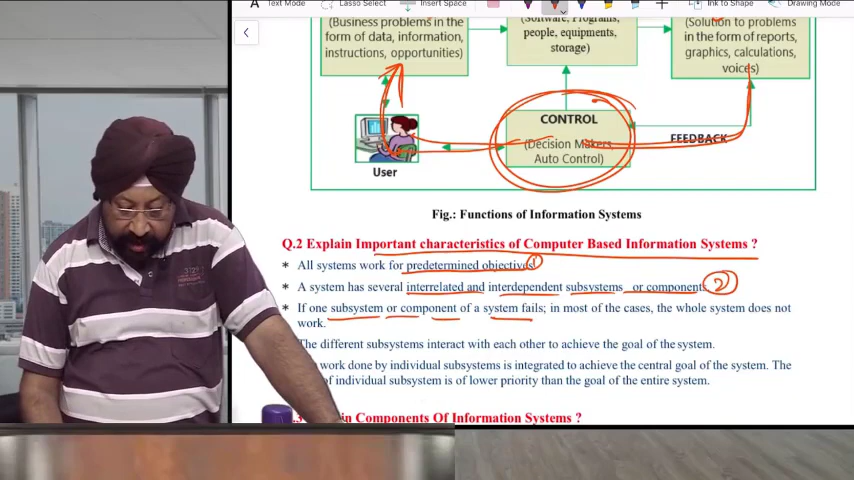 Text Mode
Lasso Select
Insert Space
Ink to Shape
Drawing Mode
(Business problems in the
form of data, information,
instructions, opportunities)
(Software, Programs,
people, equipments,
storage)
(Solution to problems
in the form of reports,
graphics, calculations,
voices)
CONTROL
(Decision Makers,
Auto Control)
FEEDBACK
User
Fig.: Functions of Information Systems
Q.2 Explain Important characteristics of Computer Based Information Systems ?
* All systems work for predetermined objectives. 1
* A system has several interrelated and interdependent subsystems or components. 2
* If one subsystem or component of a system fails; in most of the cases, the whole system does not
work.
The different subsystems interact with each other to achieve the goal of the system.
work done by individual subsystems is integrated to achieve the central goal of the system. The
of individual subsystem is of lower priority than the goal of the entire system.
Components Of Information Systems ?